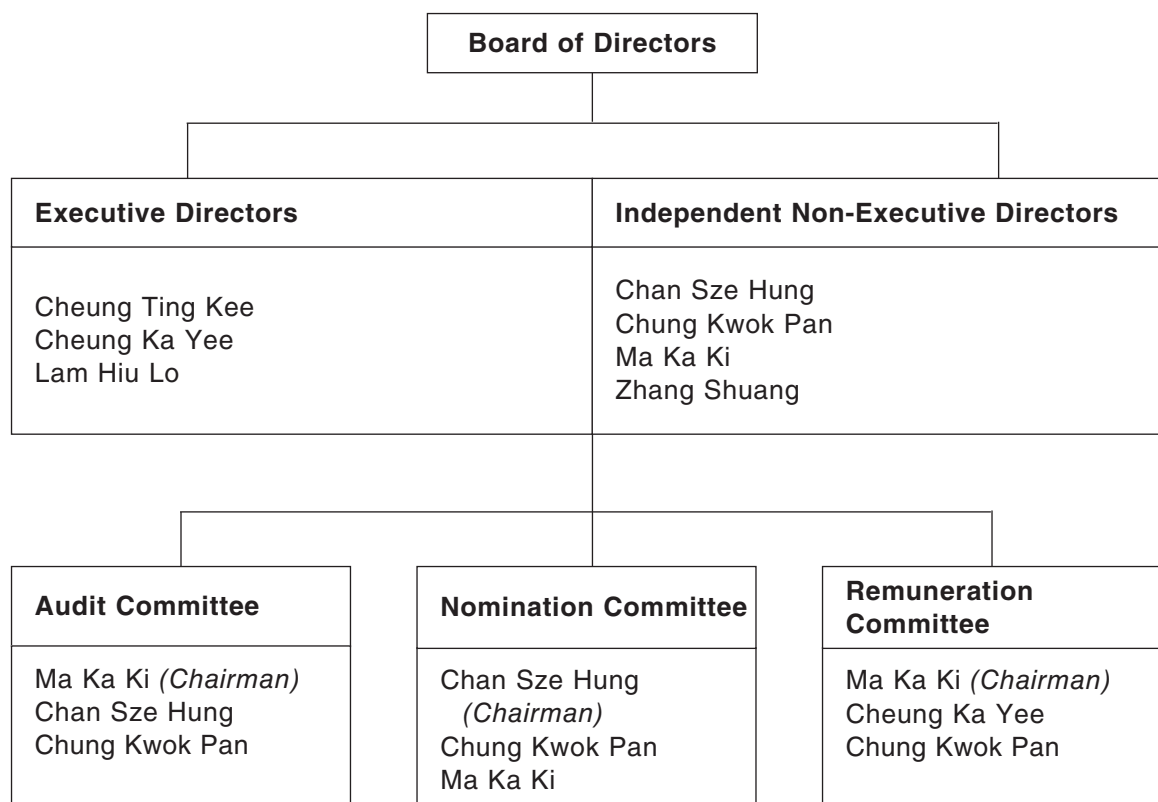 Board of Directors
Executive Directors
Cheung Ting Kee
Cheung Ka Yee
Lam Hiu Lo
Independent Non-Executive Directors
Chan Sze Hung
Chung Kwok Pan
Ma Ka Ki
Zhang Shuang
Audit Committee
Ma Ka Ki (Chairman)
Chan Sze Hung
Chung Kwok Pan
Nomination Committee
Chan Sze Hung
(Chairman)
Chung Kwok Pan
Ma Ka Ki
Remuneration
Committee
Ma Ka Ki (Chairman)
Cheung Ka Yee
Chung Kwok Pan